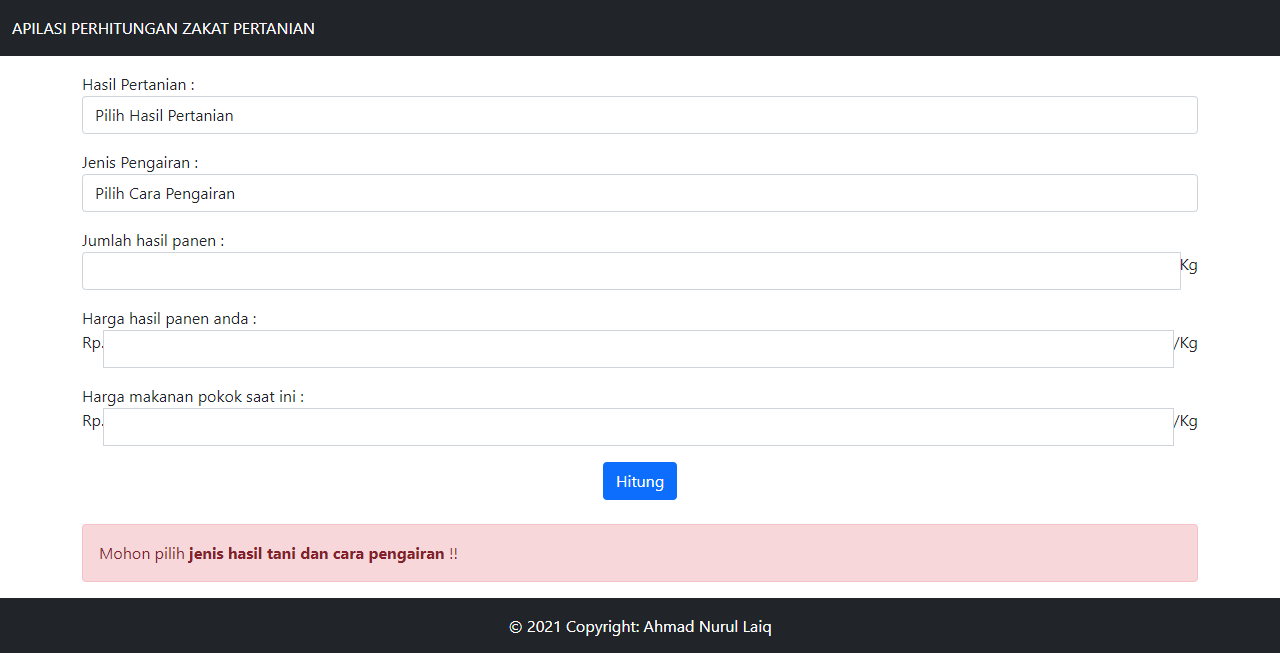 APILASI PERHITUNGAN ZAKAT PERTANIAN
Hasil Pertanian :
Pilih Hasil Pertanian
Jenis Pengairan :
Pilih Cara Pengairan
Jumlah hasil panen :
Kg
Harga hasil panen anda :
Rp. /Kg
Harga makanan pokok saat ini :
Rp. /Kg
Hitung
Mohon pilih jenis hasil tani dan cara pengairan !!
© 2021 Copyright: Ahmad Nurul Laiq